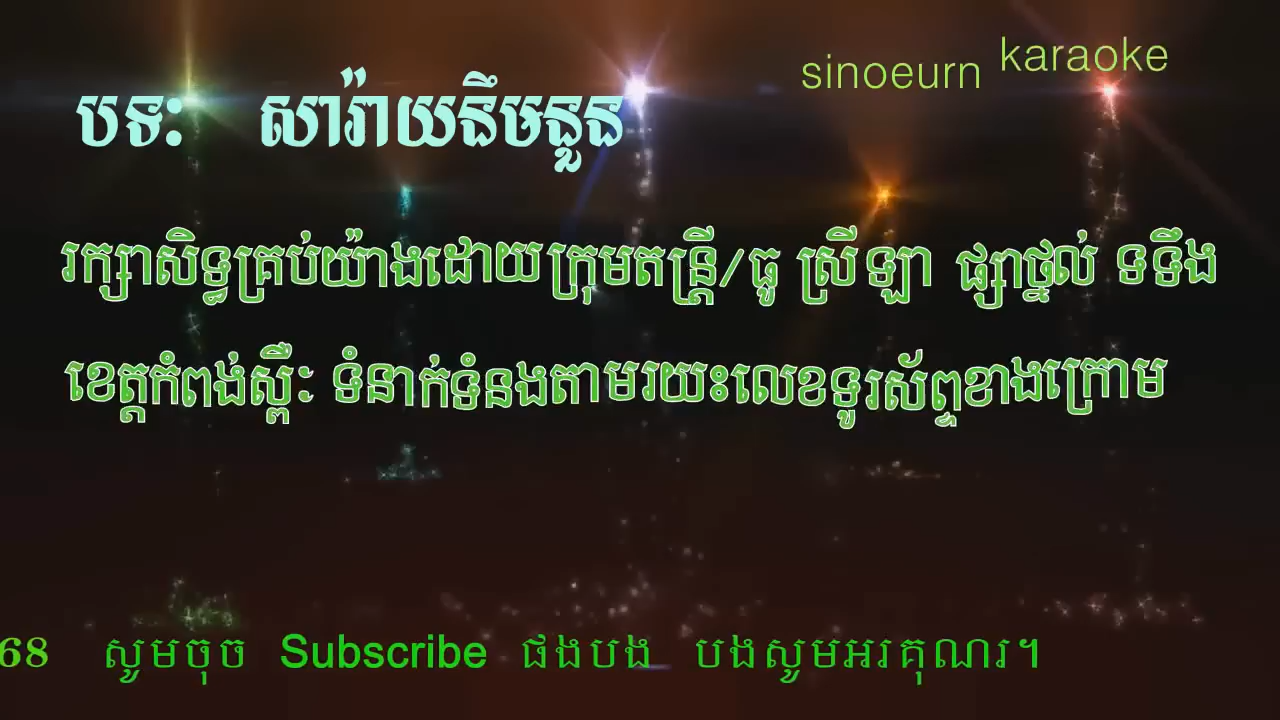 sinoeurn karaoke
បទ៖ សារ៉ាយនឹមនួន
រក្សាសិទ្ធគ្រប់យ៉ាងដោយក្រុមតន្ត្រី/ធូ ស្រីឡា ផ្សាថ្នល់ ទទឹង
ខេត្តកំពង់ស្ពឺ៖ ទំនាក់ទំនងតាមរយះលេខទូរស័ព្ទខាងក្រោម
68 សូមចុច Subscribe ផងបង បងសូមអរគុណរ។